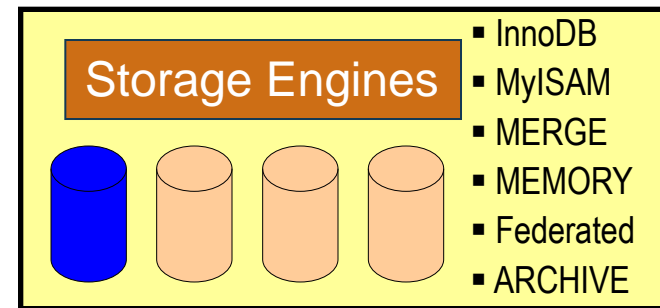 Storage Engines
▪ InnoDB
▪ MyISAM
▪ MERGE
▪ MEMORY
▪ Federated
▪ ARCHIVE